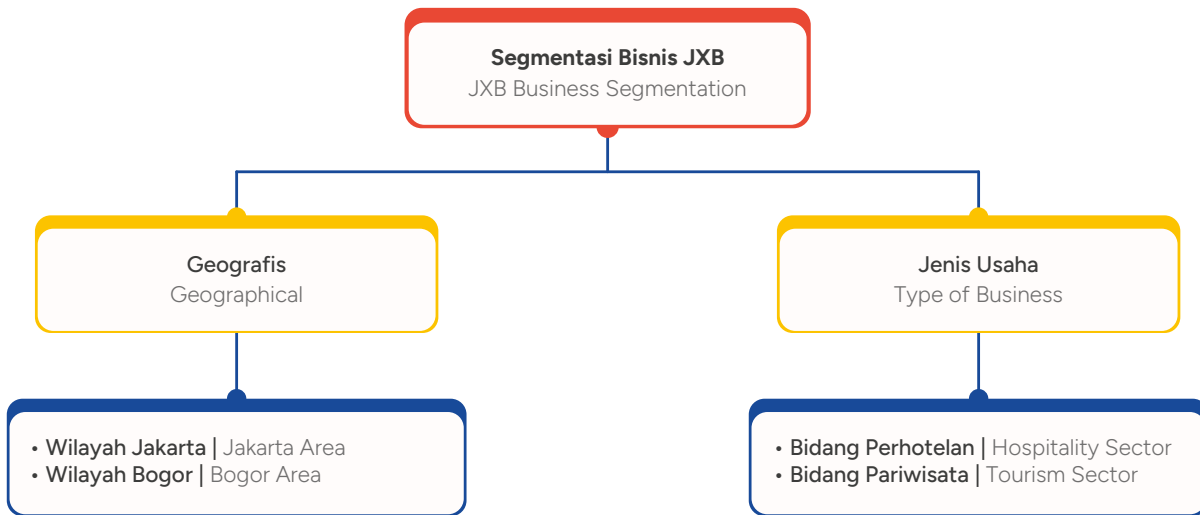 Segmentasi Bisnis JXB
JXB Business Segmentation
Geografis
Geographical
Jenis Usaha
Type of Business
• Wilayah Jakarta | Jakarta Area
• Wilayah Bogor | Bogor Area
• Bidang Perhotelan | Hospitality Sector
• Bidang Pariwisata | Tourism Sector